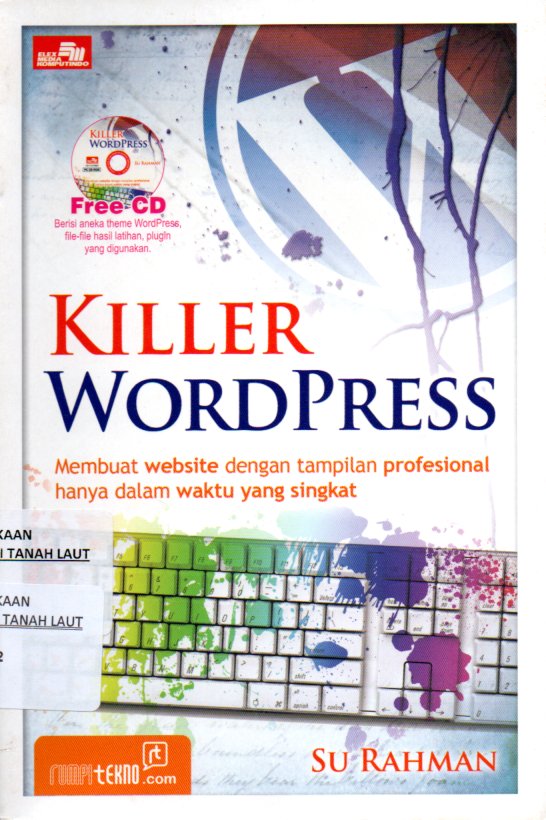 ELEX
MEDIA
KOMPUTINDO
KILLER
WORDPRESS
SU RAHMAN
Free CD
Berisi aneka theme WordPress,
file-file hasil latihan, plugIn
yang digunakan.
KILLER
WORDPRESS
Membuat website dengan tampilan profesional
hanya dalam waktu yang singkat
KAAN
I TANAH LAUT
KAAN
TANAH LAUT
rumpitekno.com
rt
SU RAHMAN